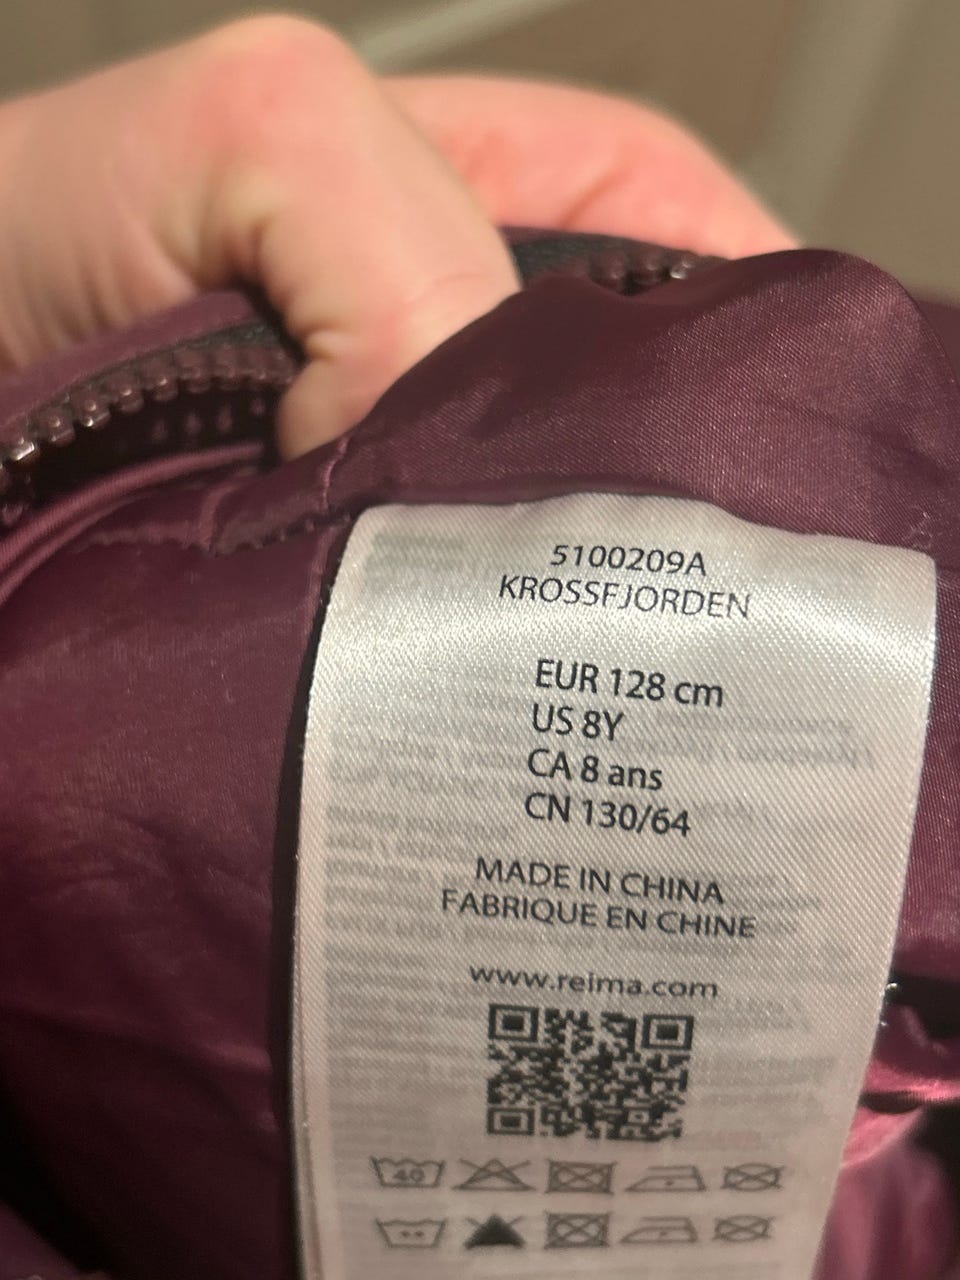 5100209A
KROSSFJORDEN
EUR 128 cm
US 8Y
CA 8 ans
CN 130/64
MADE IN CHINA
FABRIQUE EN CHINE
www.reima.com
40